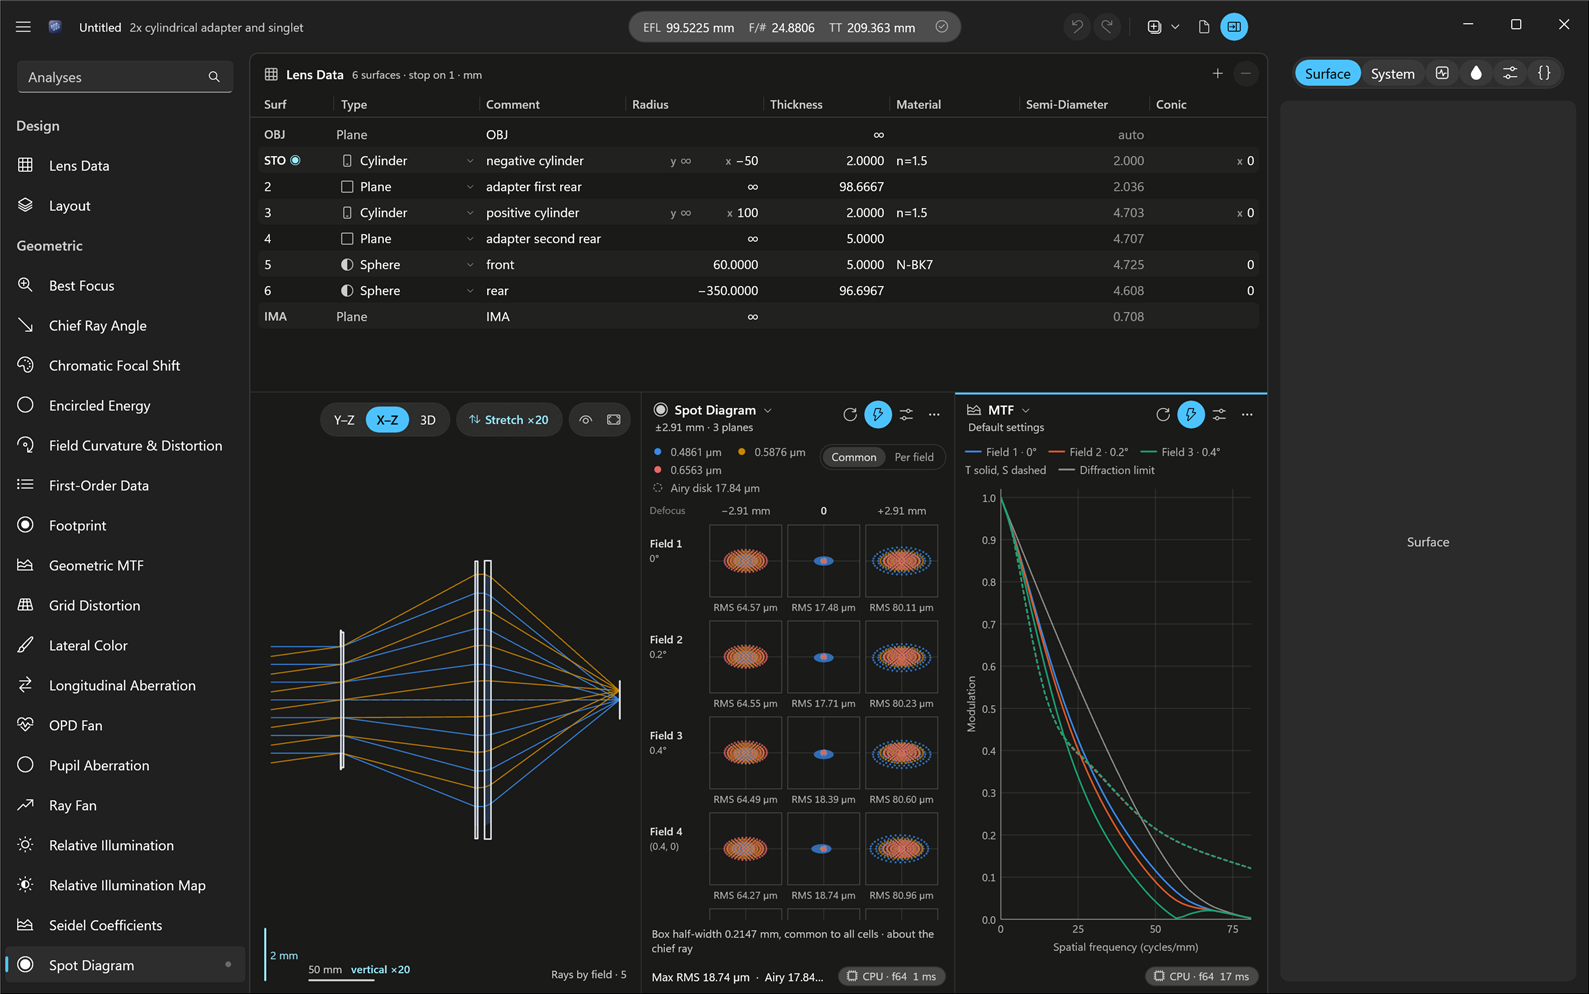 Untitled 2x cylindrical adapter and singlet
EFL 99.5225 mm F/# 24.8806 TT 209.363 mm
Analyses
Design
Lens Data
Layout
Geometric
Best Focus
Chief Ray Angle
Chromatic Focal Shift
Encircled Energy
Field Curvature & Distortion
First-Order Data
Footprint
Geometric MTF
Grid Distortion
Lateral Color
Longitudinal Aberration
OPD Fan
Pupil Aberration
Ray Fan
Relative Illumination
Relative Illumination Map
Seidel Coefficients
Spot Diagram
Lens Data 6 surfaces · stop on 1 · mm
Surf Type Comment Radius Thickness Material Semi-Diameter Conic
OBJ Plane OBJ ∞ auto
STO Cylinder negative cylinder y ∞ x −50 2.0000 n=1.5 2.000 x 0
2 Plane adapter first rear ∞ 98.6667 2.036
3 Cylinder positive cylinder y ∞ x 100 2.0000 n=1.5 4.703 x 0
4 Plane adapter second rear ∞ 5.0000 4.707
5 Sphere front 60.0000 5.0000 N-BK7 4.725 0
6 Sphere rear −350.0000 96.6967 4.608 0
IMA Plane IMA ∞ 0.708
Y–Z X–Z 3D Stretch ×20
2 mm
50 mm vertical ×20
Rays by field · 5
Spot Diagram
±2.91 mm · 3 planes
0.4861 µm 0.5876 µm
0.6563 µm
Common Per field
Airy disk 17.84 µm
Defocus −2.91 mm 0 +2.91 mm
Field 1
0°
RMS 64.57 µm RMS 17.48 µm RMS 80.11 µm
Field 2
0.2°
RMS 64.55 µm RMS 17.71 µm RMS 80.23 µm
Field 3
0.4°
RMS 64.49 µm RMS 18.39 µm RMS 80.60 µm
Field 4
(0.4, 0)
RMS 64.27 µm RMS 18.74 µm RMS 80.96 µm
Box half-width 0.2147 mm, common to all cells · about the
chief ray
Max RMS 18.74 µm · Airy 17.84...
CPU · f64 1 ms
MTF
Default settings
Field 1 · 0° Field 2 · 0.2° Field 3 · 0.4°
T solid, S dashed Diffraction limit
1.0
0.9
0.8
0.7
0.6
0.5
0.4
0.3
0.2
0.1
0.0
Modulation
0 25 50 75
Spatial frequency (cycles/mm)
CPU · f64 17 ms
Surface System {}
Surface